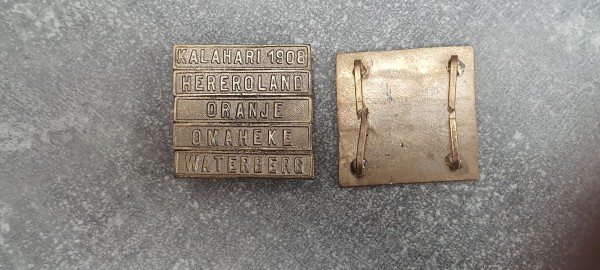 KALAHARI 1908
HEREROLAND
ORANJE
OMAHEKE
WATERBERG